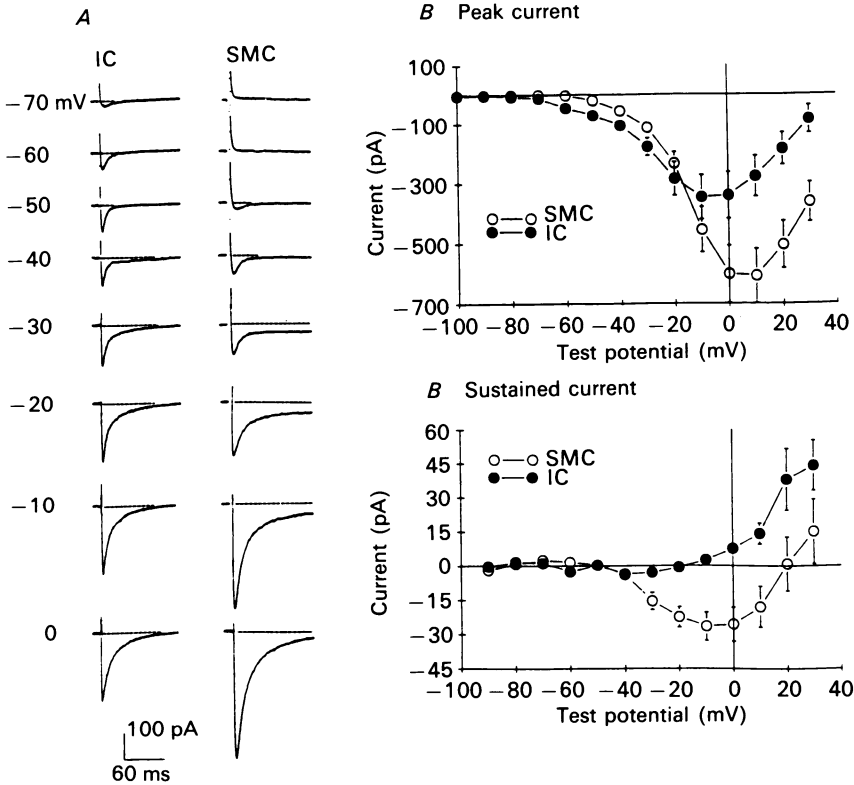 A
IC SMC
−70 mV
−60
−50
−40
−30
−20
−10
0
100 pA
60 ms
B Peak current
100
−100
−300
−500
−700
Current (pA)
SMC
IC
−100 −80 −60 −40 −20 0 20 40
Test potential (mV)
B Sustained current
60
45
30
15
0
−15
−30
−45
Current (pA)
SMC
IC
−100 −80 −60 −40 −20 0 20 40
Test potential (mV)